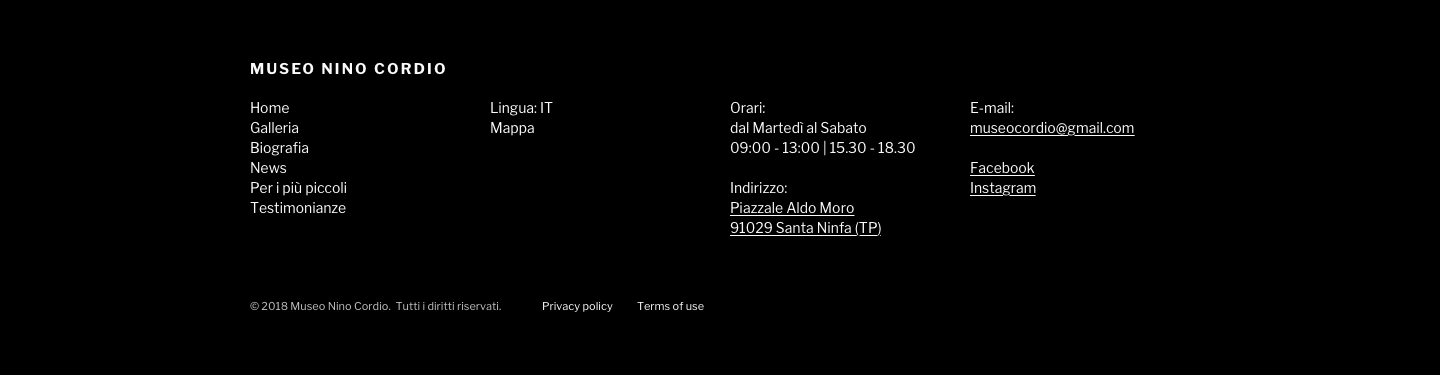 MUSEO NINO CORDIO
Home
Galleria
Biografia
News
Per i più piccoli
Testimonianze
Lingua: IT
Mappa
Orari:
dal Martedì al Sabato
09:00 - 13:00 | 15.30 - 18.30
Indirizzo:
Piazzale Aldo Moro
91029 Santa Ninfa (TP)
E-mail:
museocordio@gmail.com
Facebook
Instagram
© 2018 Museo Nino Cordio. Tutti i diritti riservati. Privacy policy Terms of use